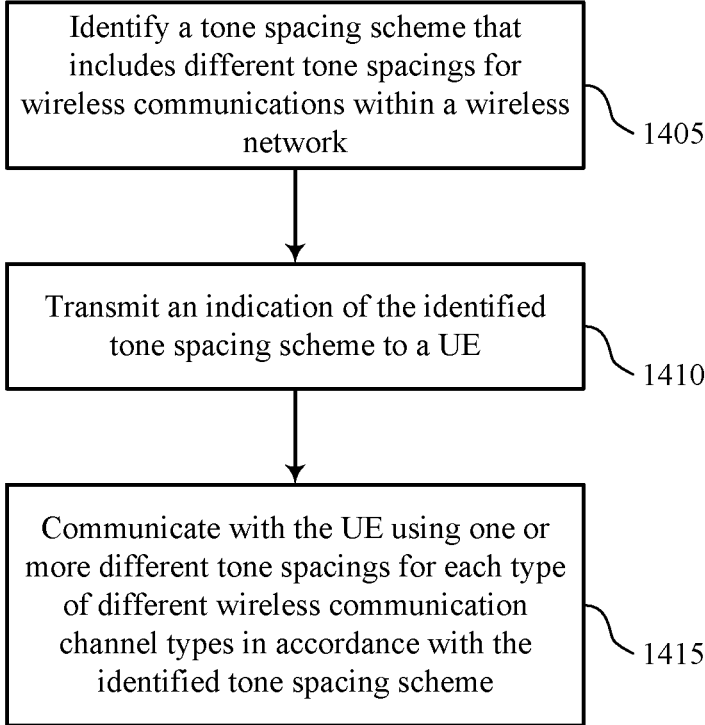 Identify a tone spacing scheme that
includes different tone spacings for
wireless communications within a wireless
network
1405
Transmit an indication of the identified
tone spacing scheme to a UE
1410
Communicate with the UE using one or
more different tone spacings for each type
of different wireless communication
channel types in accordance with the
identified tone spacing scheme
1415